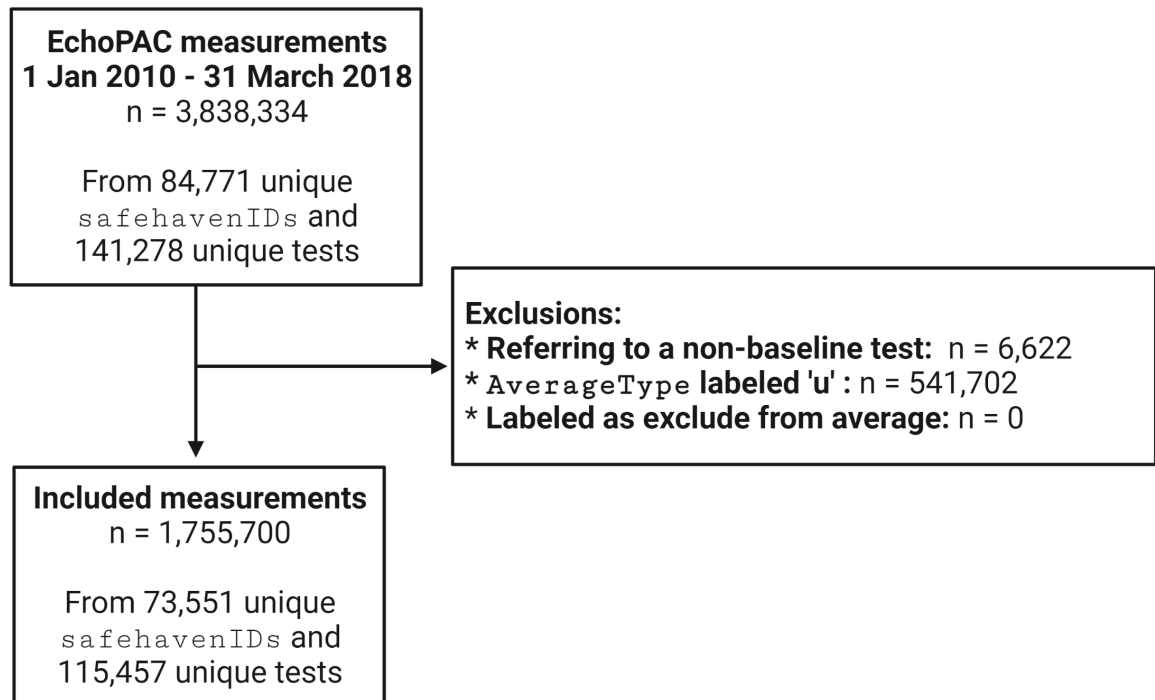 EchoPAC measurements
1 Jan 2010 - 31 March 2018
n = 3,838,334
From 84,771 unique
safehavenIDs and
141,278 unique tests
Exclusions:
* Referring to a non-baseline test: n = 6,622
* AverageType labeled 'u' : n = 541,702
* Labeled as exclude from average: n = 0
Included measurements
n = 1,755,700
From 73,551 unique
safehavenIDs and
115,457 unique tests